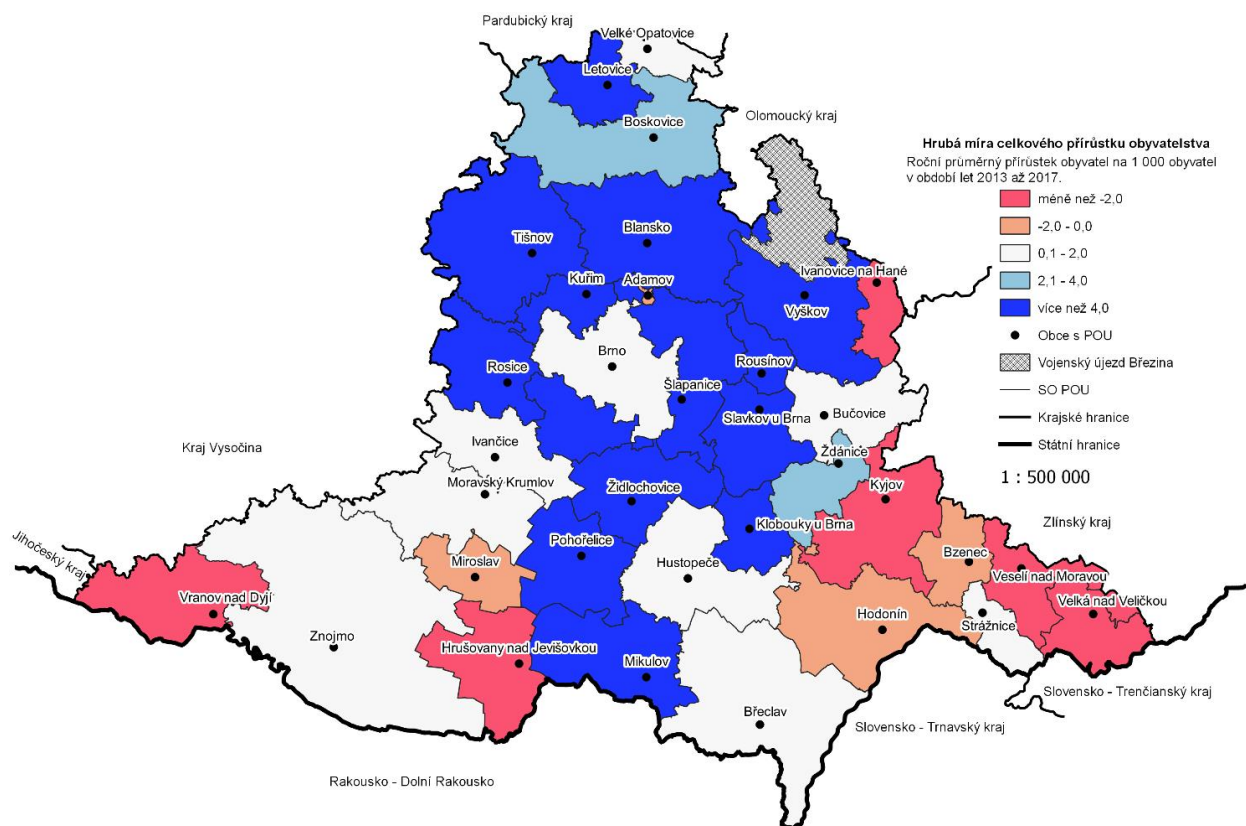 Pardubický kraj
Velké Opatovice
Letovice
Olomoucký kraj
Boskovice
Hrubá míra celkového přírůstku obyvatelstva
Roční průměrný přírůstek obyvatel na 1 000 obyvatel
v období let 2013 až 2017.
méně než -2,0
-2,0 - 0,0
0,1 - 2,0
2,1 - 4,0
více než 4,0
Obce s POU
Vojenský újezd Březina
SO POU
Krajské hranice
Státní hranice
1 : 500 000
Blansko
Tišnov
Ivanovice na Hané
Kuřim
Adamov
Vyškov
Brno
Rousínov
Rosice
Šlapanice
Slavkov u Brna
Bučovice
Kraj Vysočina
Ivančice
Ždánice
Moravský Krumlov
Židlochovice
Kyjov
Klobouky u Brna
Zlínský kraj
Jihočeský kraj
Pohořelice
Bzenec
Miroslav
Hustopeče
Veselí nad Moravou
Vranov nad Dyjí
Velká nad Veličkou
Hodonín
Strážnice
Znojmo
Hrušovany nad Jevišovkou
Mikulov
Slovensko - Trenčianský kraj
Břeclav
Slovensko - Trnavský kraj
Rakousko - Dolní Rakousko